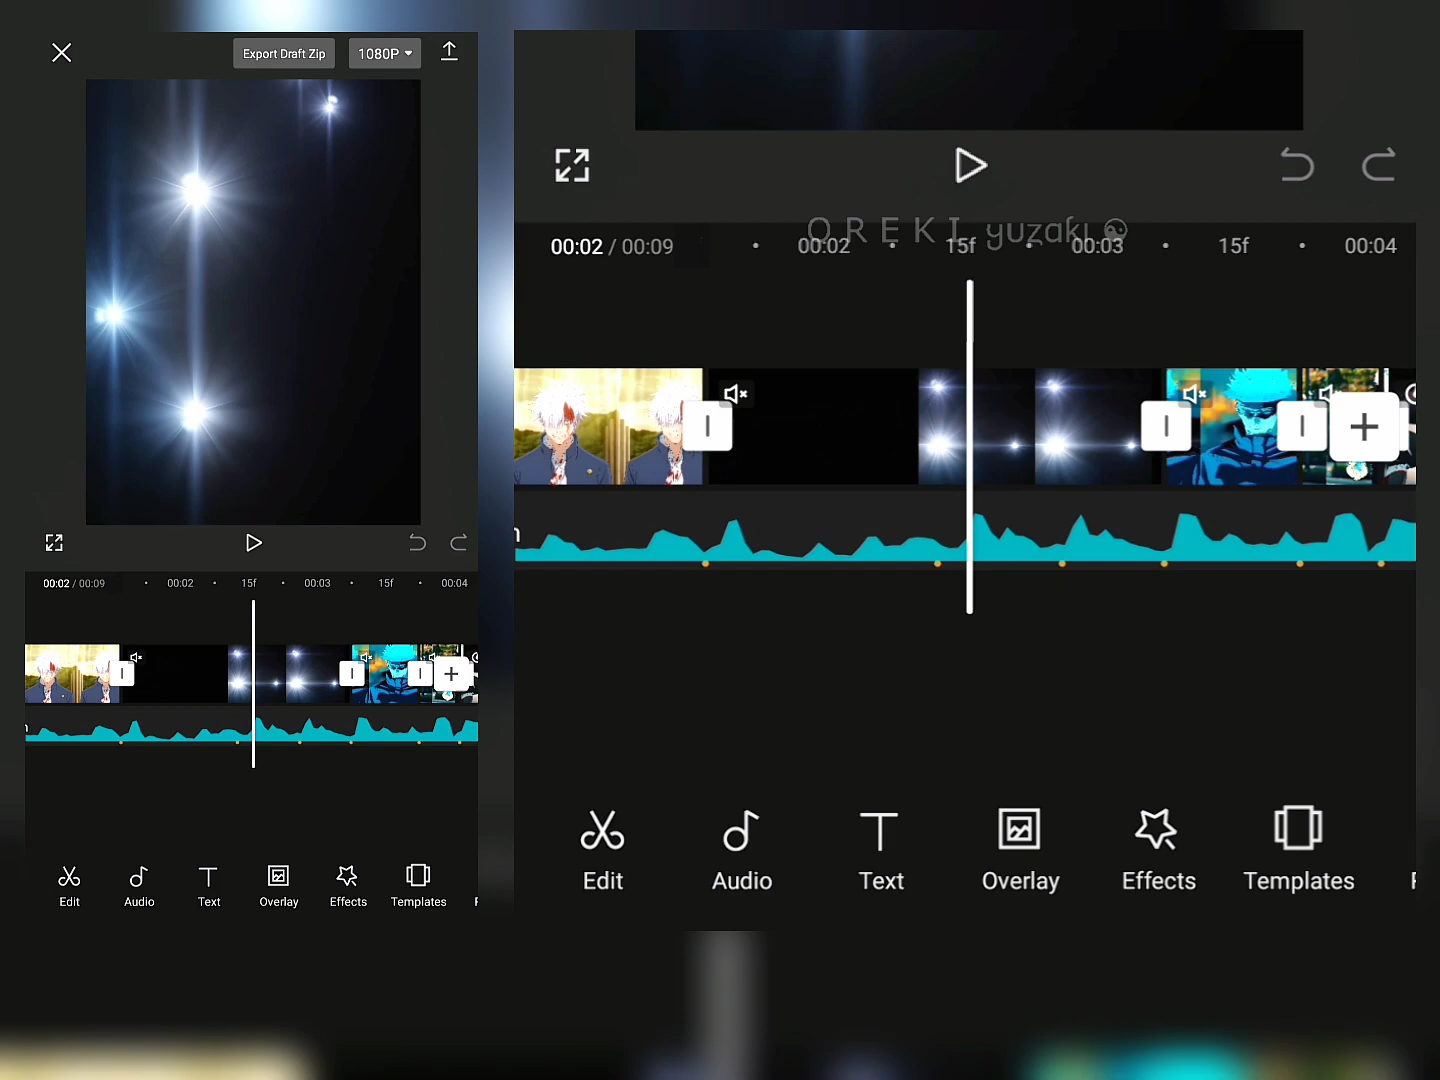 Export Draft Zip 1080P
00:02 / 00:09 00:02 15f 00:03 15f 00:04
Edit Audio Text Overlay Effects Templates
O R E K I yuzaki
00:02 / 00:09 00:02 15f 00:03 15f 00:04
Edit Audio Text Overlay Effects Templates